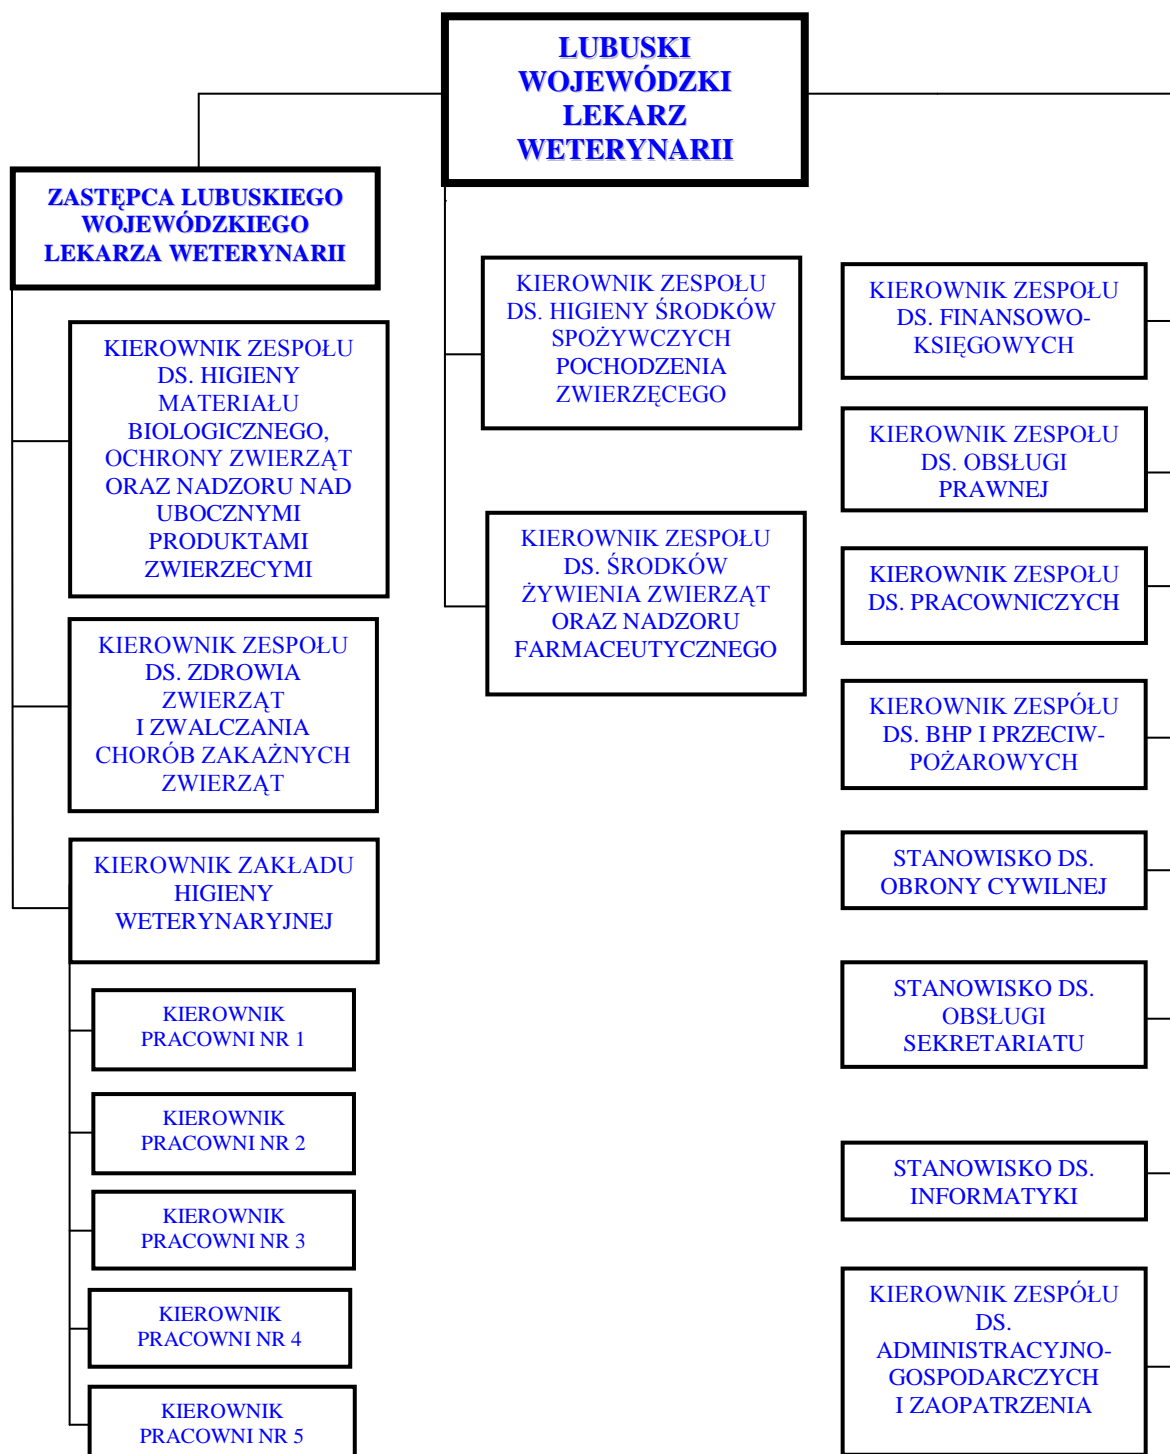 LUBUSKI
WOJEWÓDZKI
LEKARZ
WETERYNARII
ZASTĘPCA LUBUSKIEGO
WOJEWÓDZKIEGO
LEKARZA WETERYNARII
KIEROWNIK ZESPOŁU
DS. HIGIENY
MATERIAŁU
BIOLOGICZNEGO,
OCHRONY ZWIERZĄT
ORAZ NADZORU NAD
UBOCZNYMI
PRODUKTAMI
ZWIERZECYMI
KIEROWNIK ZESPOŁU
DS. ZDROWIA
ZWIERZĄT
I ZWALCZANIA
CHORÓB ZAKAŹNYCH
ZWIERZĄT
KIEROWNIK ZAKŁADU
HIGIENY
WETERYNARYJNEJ
KIEROWNIK
PRACOWNI NR 1
KIEROWNIK
PRACOWNI NR 2
KIEROWNIK
PRACOWNI NR 3
KIEROWNIK
PRACOWNI NR 4
KIEROWNIK
PRACOWNI NR 5
KIEROWNIK ZESPOŁU
DS. HIGIENY ŚRODKÓW
SPOŻYWCZYCH
POCHODZENIA
ZWIERZĘCEGO
KIEROWNIK ZESPOŁU
DS. ŚRODKÓW
ŻYWIENIA ZWIERZĄT
ORAZ NADZORU
FARMACEUTYCZNEGO
KIEROWNIK ZESPOŁU
DS. FINANSOWO-
KSIĘGOWYCH
KIEROWNIK ZESPOŁU
DS. OBSŁUGI
PRAWNEJ
KIEROWNIK ZESPOŁU
DS. PRACOWNICZYCH
KIEROWNIK ZESPÓŁU
DS. BHP I PRZECIW-
POŻAROWYCH
STANOWISKO DS.
OBRONY CYWILNEJ
STANOWISKO DS.
OBSŁUGI
SEKRETARIATU
STANOWISKO DS.
INFORMATYKI
KIEROWNIK ZESPÓŁU
DS.
ADMINISTRACYJNO-
GOSPODARCZYCH
I ZAOPATRZENIA